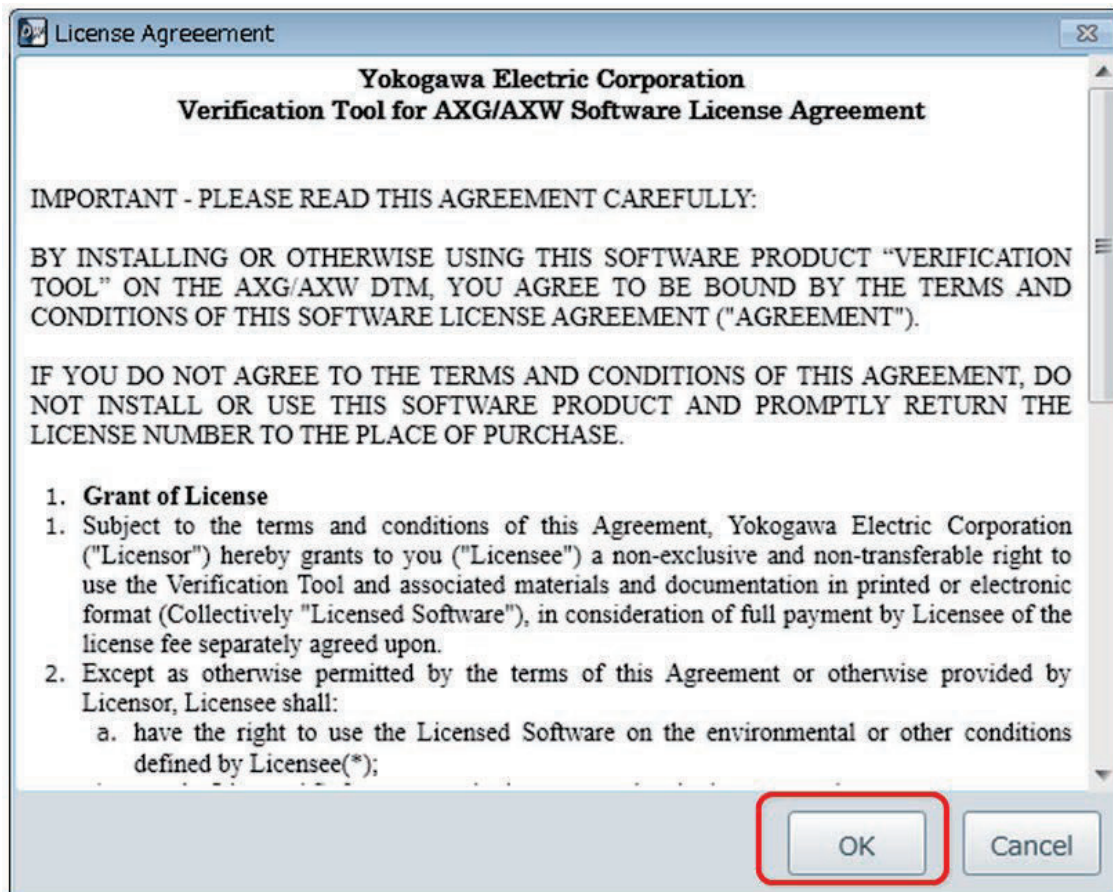 License Agreeement
Yokogawa Electric Corporation
Verification Tool for AXG/AXW Software License Agreement
IMPORTANT - PLEASE READ THIS AGREEMENT CAREFULLY:
BY INSTALLING OR OTHERWISE USING THIS SOFTWARE PRODUCT “VERIFICATION
TOOL” ON THE AXG/AXW DTM, YOU AGREE TO BE BOUND BY THE TERMS AND
CONDITIONS OF THIS SOFTWARE LICENSE AGREEMENT ("AGREEMENT").
IF YOU DO NOT AGREE TO THE TERMS AND CONDITIONS OF THIS AGREEMENT, DO
NOT INSTALL OR USE THIS SOFTWARE PRODUCT AND PROMPTLY RETURN THE
LICENSE NUMBER TO THE PLACE OF PURCHASE.
1. Grant of License
1. Subject to the terms and conditions of this Agreement, Yokogawa Electric Corporation
("Licensor") hereby grants to you ("Licensee") a non-exclusive and non-transferable right to
use the Verification Tool and associated materials and documentation in printed or electronic
format (Collectively "Licensed Software"), in consideration of full payment by Licensee of the
license fee separately agreed upon.
2. Except as otherwise permitted by the terms of this Agreement or otherwise provided by
Licensor, Licensee shall:
a. have the right to use the Licensed Software on the environmental or other conditions
defined by Licensee(*);
OK
Cancel